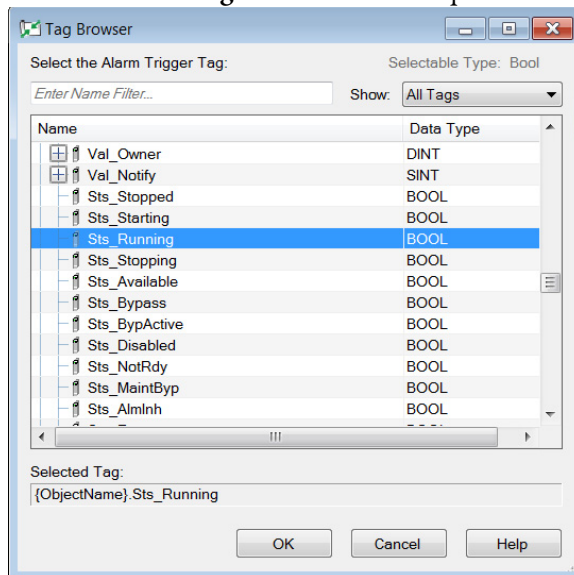 Tag Browser
Select the Alarm Trigger Tag: Selectable Type: Bool
Enter Name Filter... Show: All Tags
Name Data Type
Val_Owner DINT
Val_Notify SINT
Sts_Stopped BOOL
Sts_Starting BOOL
Sts_Running BOOL
Sts_Stopping BOOL
Sts_Available BOOL
Sts_Bypass BOOL
Sts_BypActive BOOL
Sts_Disabled BOOL
Sts_NotRdy BOOL
Sts_MaintByp BOOL
Sts_AlmInh BOOL
Selected Tag:
{ObjectName}.Sts_Running
OK Cancel Help